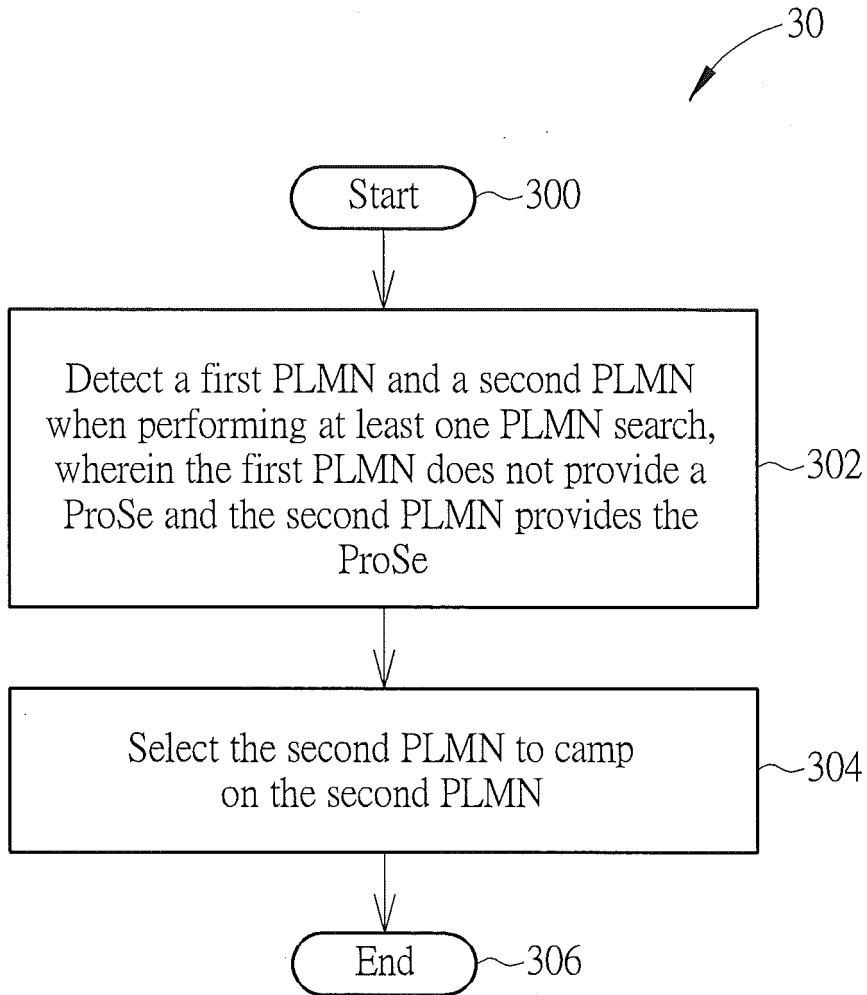 30
Start
300
Detect a first PLMN and a second PLMN
when performing at least one PLMN search,
wherein the first PLMN does not provide a
ProSe and the second PLMN provides the
ProSe
302
Select the second PLMN to camp
on the second PLMN
304
End
306